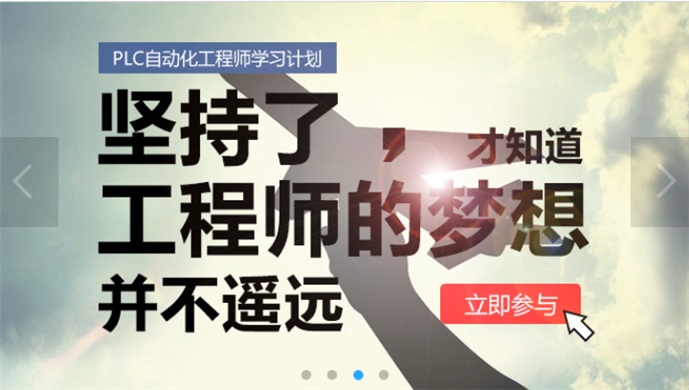 PLC自动化工程师学习计划
坚持了，才知道
工程师的梦想
并不遥远
立即参与